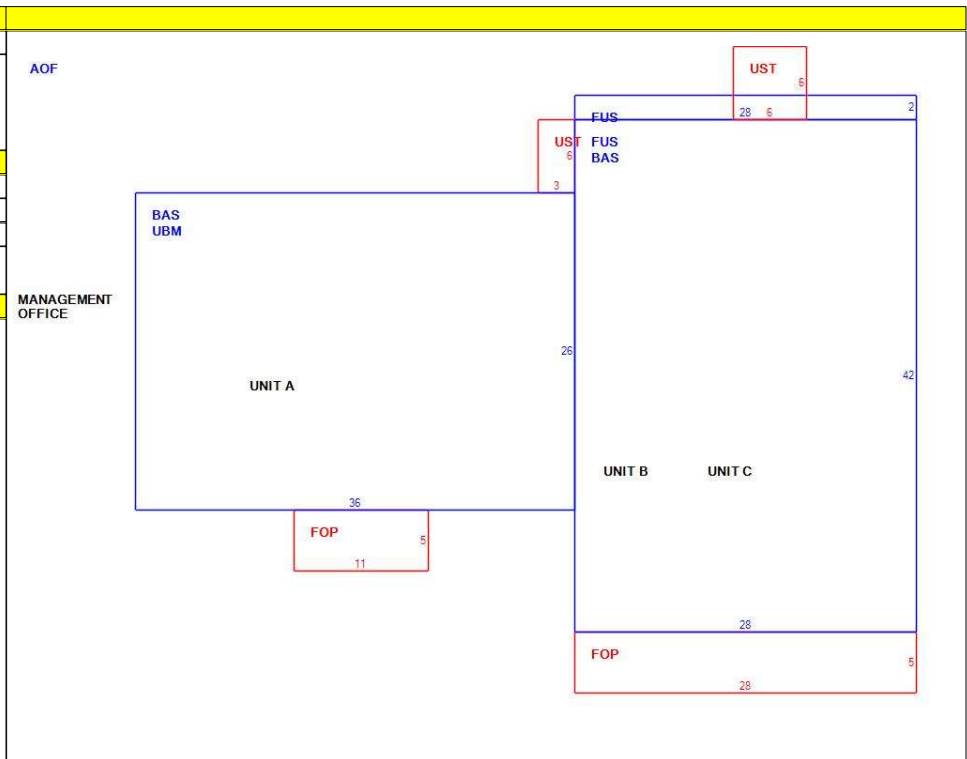 AOF
UST
6
6
FUS
28
2
UST
6
3
FUS
BAS
BAS
UBM
MANAGEMENT
OFFICE
26
42
UNIT A
UNIT B
UNIT C
36
FOP
5
11
28
FOP
5
28